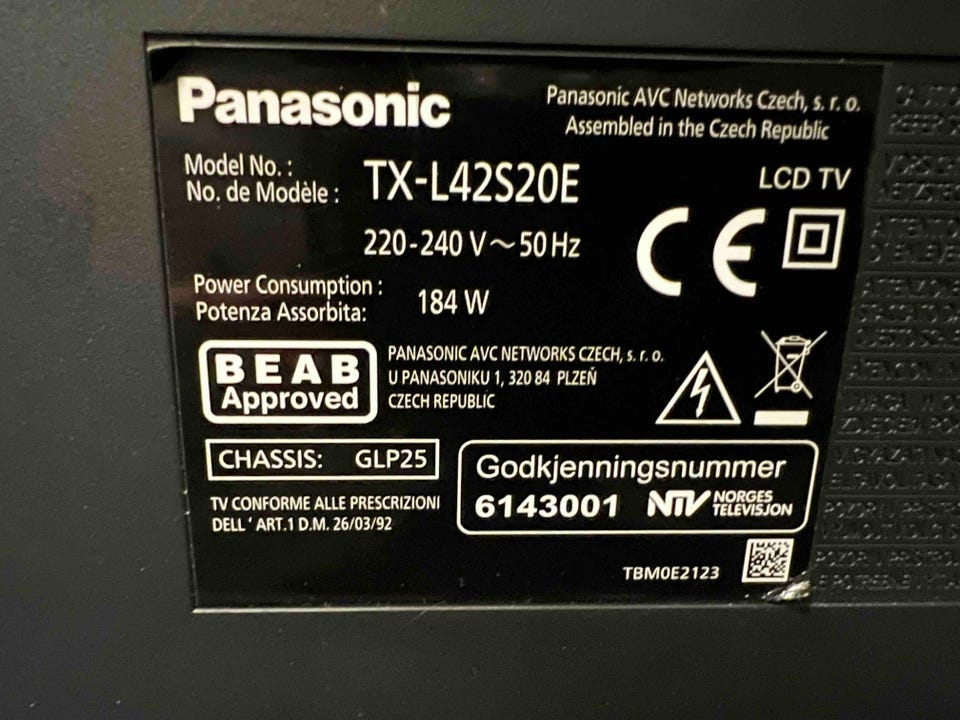 Panasonic
Panasonic AVC Networks Czech, s. r. o.
Assembled in the Czech Republic
Model No. :
No. de Modèle :
TX-L42S20E
LCD TV
220-240 V ~ 50 Hz
CE
Power Consumption :
Potenza Assorbita:
184 W
BEAB
Approved
PANASONIC AVC NETWORKS CZECH, s. r. o.
U PANASONIKU 1, 320 84 PLZEŇ
CZECH REPUBLIC
CHASSIS: GLP25
TV CONFORME ALLE PRESCRIZIONI
DELL' ART.1 D.M. 26/03/92
Godkjenningsnummer
6143001 NTV NORGES
TELEVISJON
TBM0E2123